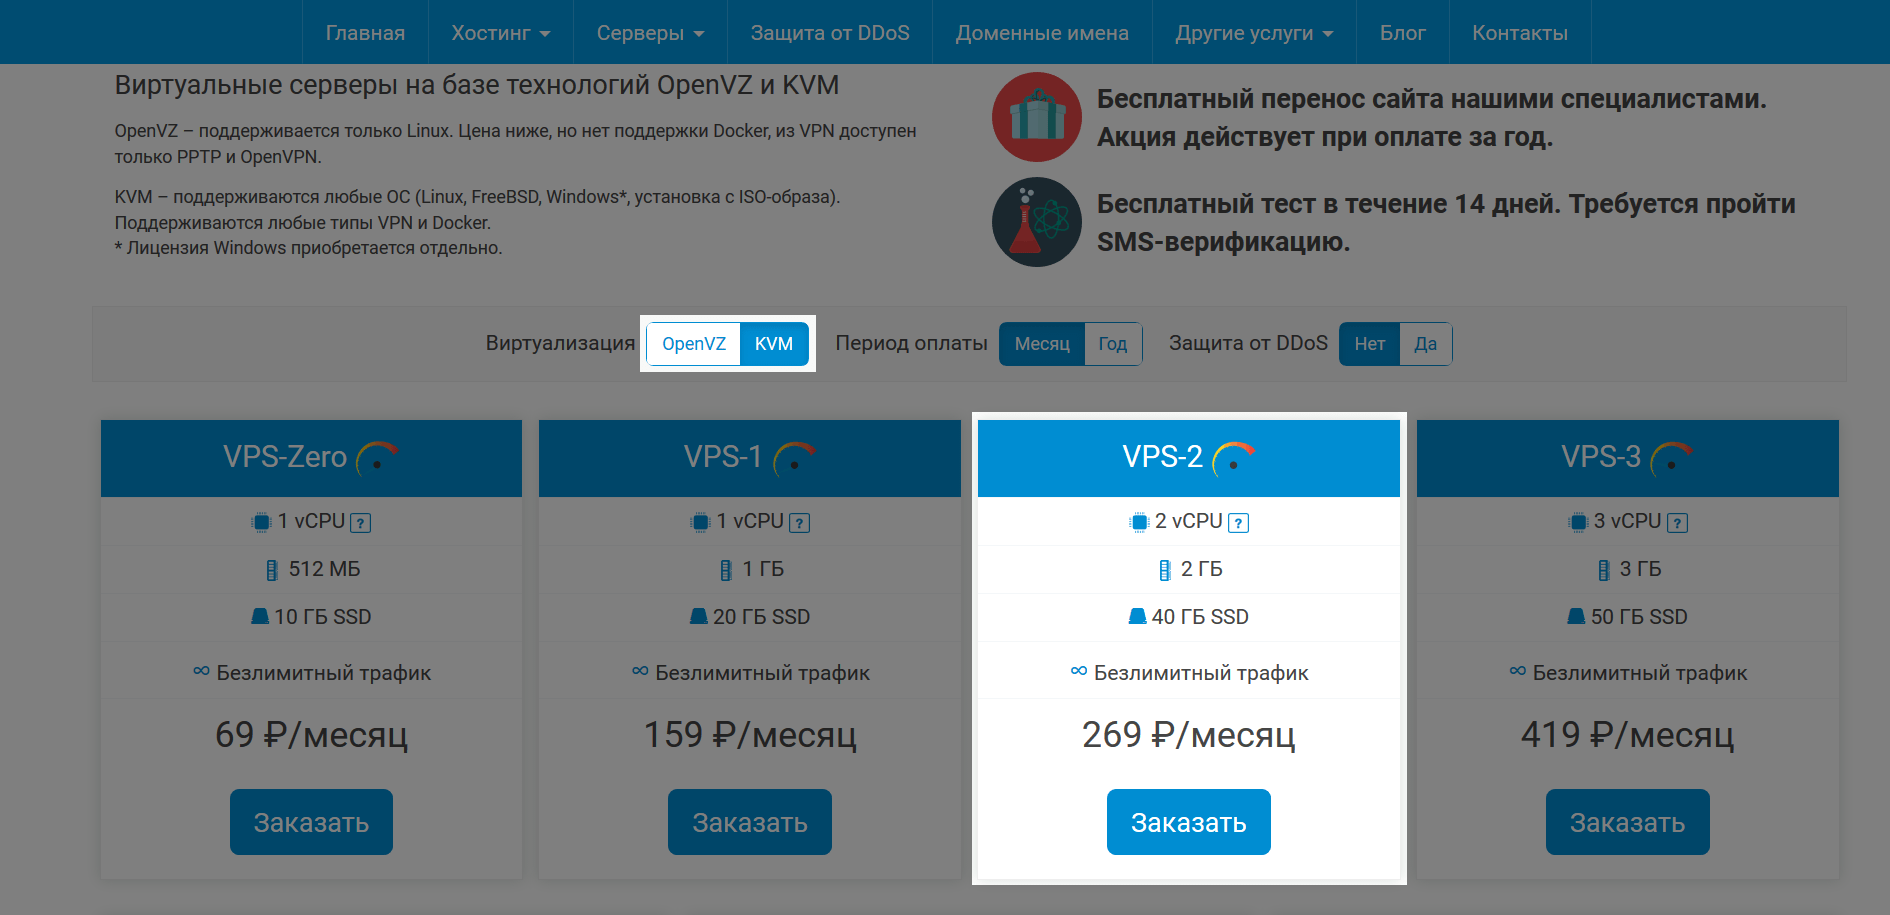 Главная Хостинг Серверы Защита от DDoS Доменные имена Другие услуги Блог Контакты
Виртуальные серверы на базе технологий OpenVZ и KVM
OpenVZ – поддерживается только Linux. Цена ниже, но нет поддержки Docker, из VPN доступен
только PPTP и OpenVPN.
KVM – поддерживаются любые ОС (Linux, FreeBSD, Windows*, установка с ISO-образа).
Поддерживаются любые типы VPN и Docker.
* Лицензия Windows приобретается отдельно.
Бесплатный перенос сайта нашими специалистами.
Акция действует при оплате за год.
Бесплатный тест в течение 14 дней. Требуется пройти
SMS-верификацию.
Виртуализация OpenVZ KVM Период оплаты Месяц Год Защита от DDoS Нет Да
VPS-Zero
1 vCPU ?
512 МБ
10 ГБ SSD
∞ Безлимитный трафик
69 ₽/месяц
Заказать
VPS-1
1 vCPU ?
1 ГБ
20 ГБ SSD
∞ Безлимитный трафик
159 ₽/месяц
Заказать
VPS-2
2 vCPU ?
2 ГБ
40 ГБ SSD
∞ Безлимитный трафик
269 ₽/месяц
Заказать
VPS-3
3 vCPU ?
3 ГБ
50 ГБ SSD
∞ Безлимитный трафик
419 ₽/месяц
Заказать